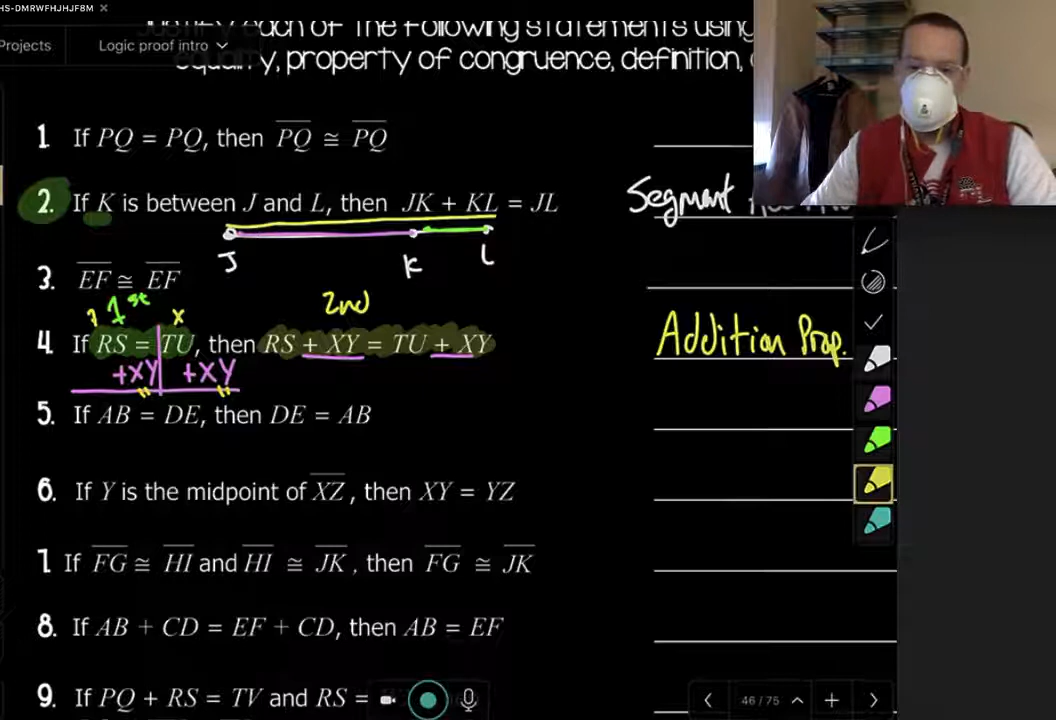 HS-DMRWFHJHJF8M ×
Projects Logic proof intro
Justify each of the following statements using
equality, property of congruence, definition,
1. If PQ = PQ, then PQ ≅ PQ
2. If K is between J and L, then JK + KL = JL Segment
J K L
3. EF ≅ EF
1st x 2nd
4. If RS = TU, then RS + XY = TU + XY Addition Prop.
+XY +XY
5. If AB = DE, then DE = AB
6. If Y is the midpoint of XZ, then XY = YZ
7. If FG ≅ HI and HI ≅ JK, then FG ≅ JK
8. If AB + CD = EF + CD, then AB = EF
9. If PQ + RS = TV and RS =
46/75